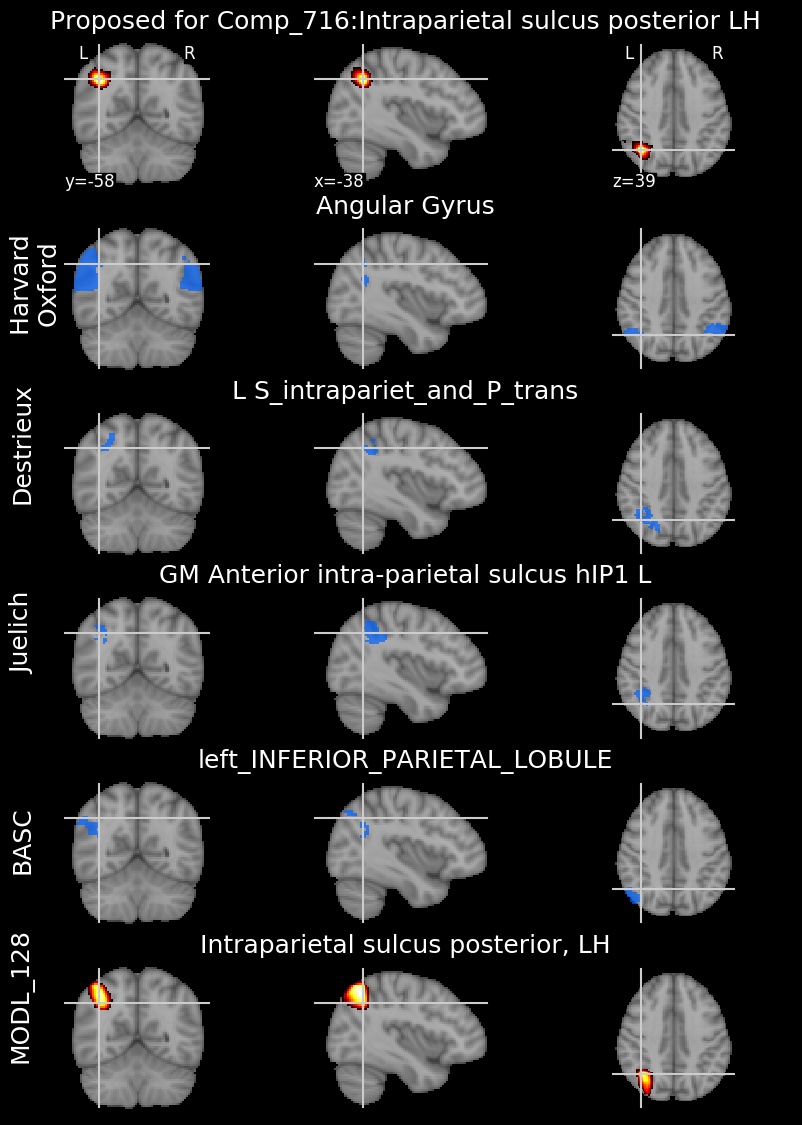 Proposed for Comp_716:Intraparietal sulcus posterior LH
L R
L R
y=-58
x=-38
z=39
Angular Gyrus
Harvard
Oxford
L S_intrapariet_and_P_trans
Destrieux
GM Anterior intra-parietal sulcus hIP1 L
Juelich
left_INFERIOR_PARIETAL_LOBULE
BASC
Intraparietal sulcus posterior, LH
MODL_128